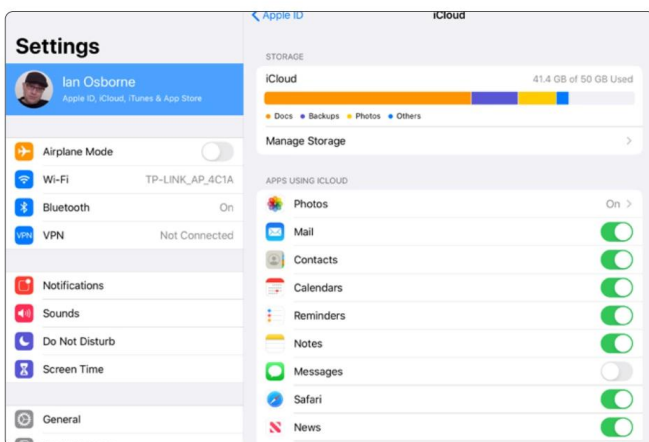 Apple ID
iCloud
Settings
Ian Osborne
Apple ID, iCloud, iTunes & App Store
Airplane Mode
Wi-Fi TP-LINK_AP_4C1A
Bluetooth On
VPN VPN Not Connected
Notifications
Sounds
Do Not Disturb
Screen Time
General
STORAGE
iCloud 41.4 GB of 50 GB Used
Docs Backups Photos Others
Manage Storage
APPS USING ICLOUD
Photos On
Mail
Contacts
Calendars
Reminders
Notes
Messages
Safari
News